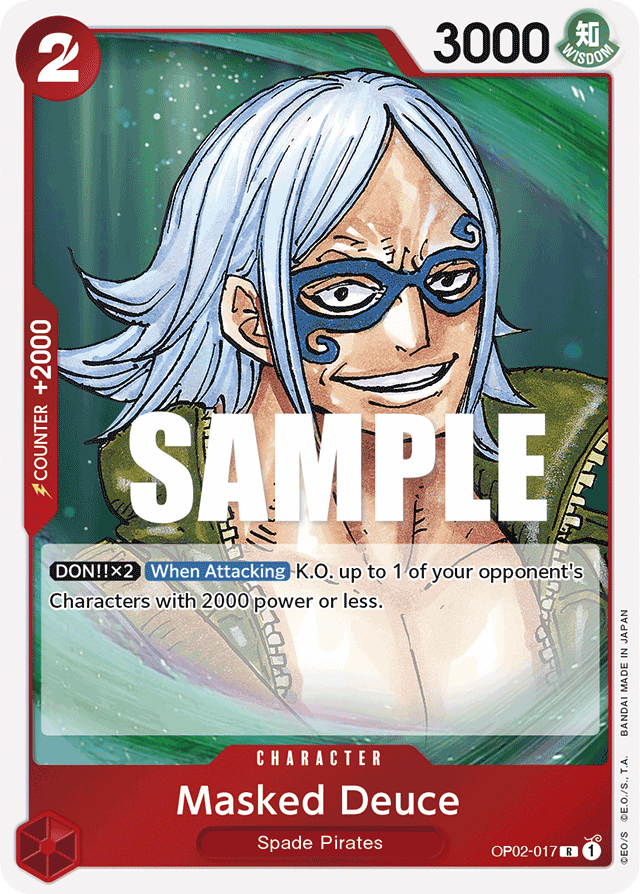 2
3000
知
WISDOM
COUNTER +2000
SAMPLE
DON!!×2 When Attacking K.O. up to 1 of your opponent's
Characters with 2000 power or less.
CHARACTER
Masked Deuce
Spade Pirates
OP02-017 R 1
©E.O/S ©E.O./S., T.A. BANDAI MADE IN JAPAN